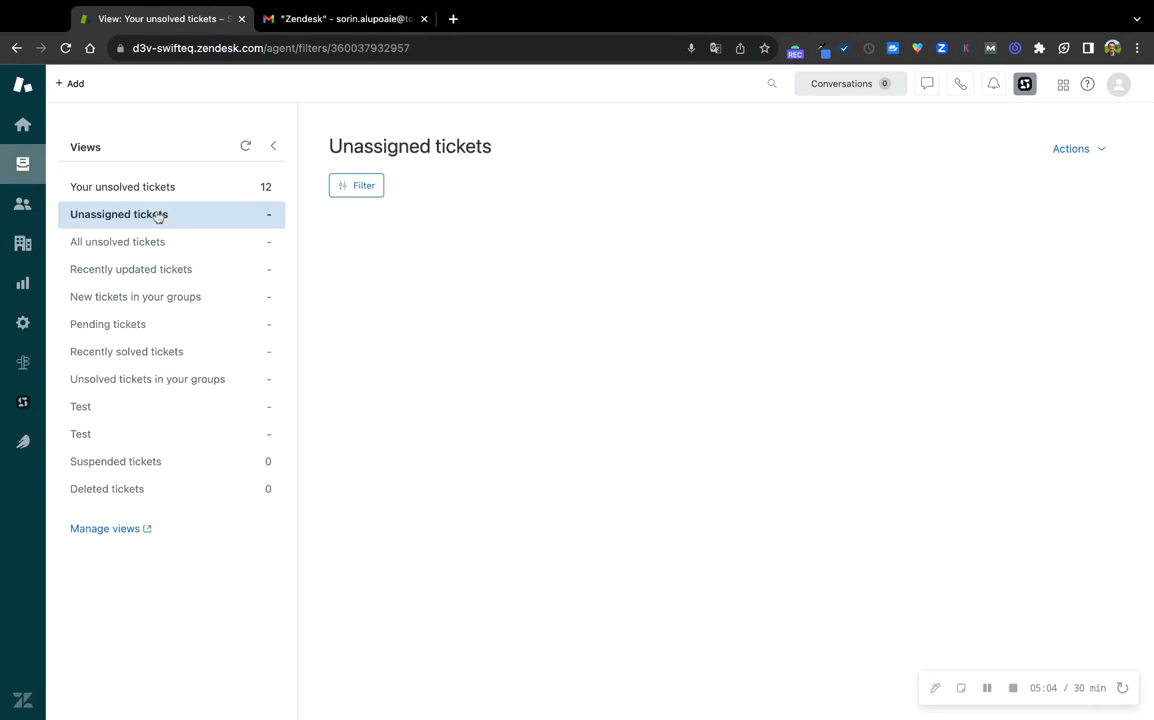 View: Your unsolved tickets – S
"Zendesk" - sorin.alupoaie@to
d3v-swifteq.zendesk.com/agent/filters/360037932957
REC
Z
K
M
+ Add
Conversations 0
Views
Unassigned tickets
Actions
Filter
Your unsolved tickets 12
Unassigned tickets -
All unsolved tickets -
Recently updated tickets -
New tickets in your groups -
Pending tickets -
Recently solved tickets -
Unsolved tickets in your groups -
Test -
Test -
Suspended tickets 0
Deleted tickets 0
Manage views
05:04 / 30 min